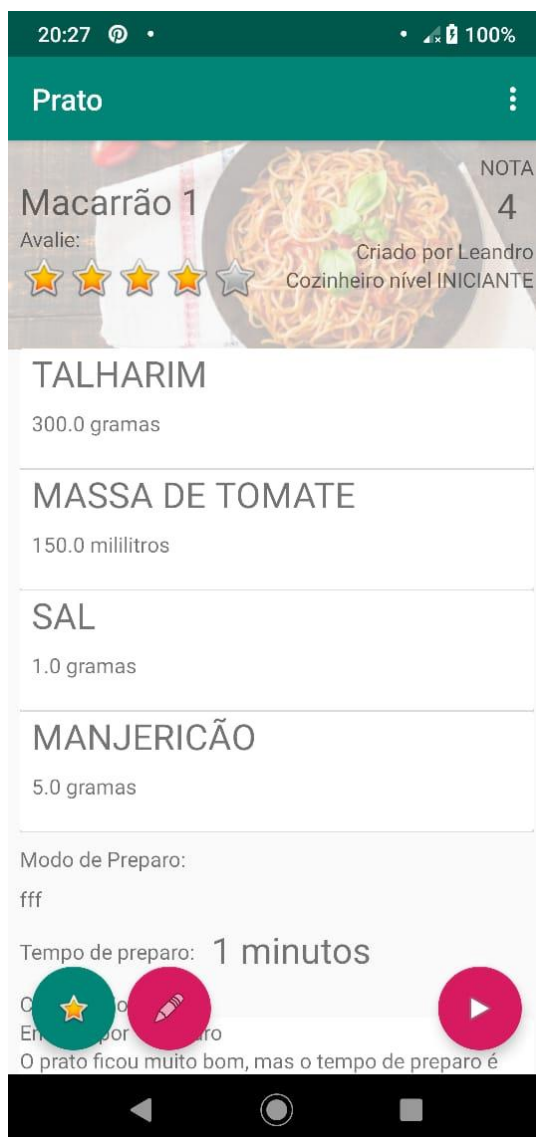 20:27
100%
Prato
NOTA
Macarrão 1
4
Avalie:
Criado por Leandro
Cozinheiro nível INICIANTE
TALHARIM
300.0 gramas
MASSA DE TOMATE
150.0 mililitros
SAL
1.0 gramas
MANJERICÃO
5.0 gramas
Modo de Preparo:
fff
Tempo de preparo: 1 minutos
por
O prato ficou muito bom, mas o tempo de preparo é